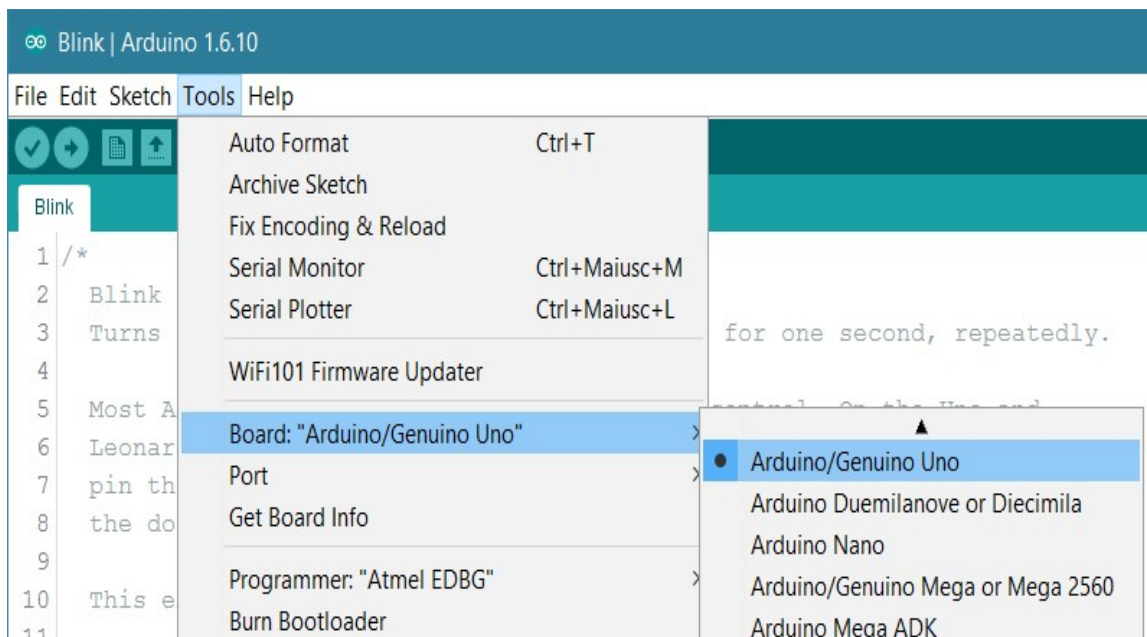 Blink | Arduino 1.6.10
File Edit Sketch Tools Help
Auto Format Ctrl+T
Archive Sketch
Fix Encoding & Reload
Serial Monitor Ctrl+Maiusc+M
Serial Plotter Ctrl+Maiusc+L
WiFi101 Firmware Updater
Board: "Arduino/Genuino Uno"
Port
Get Board Info
Programmer: "Atmel EDBG"
Burn Bootloader
Arduino/Genuino Uno
Arduino Duemilanove or Diecimila
Arduino Nano
Arduino/Genuino Mega or Mega 2560
Arduino Mega ADK
Blink
1 /*
2 Blink
3 Turns for one second, repeatedly.
4
5 Most
6
7 pin
8 the
9
10 This
11